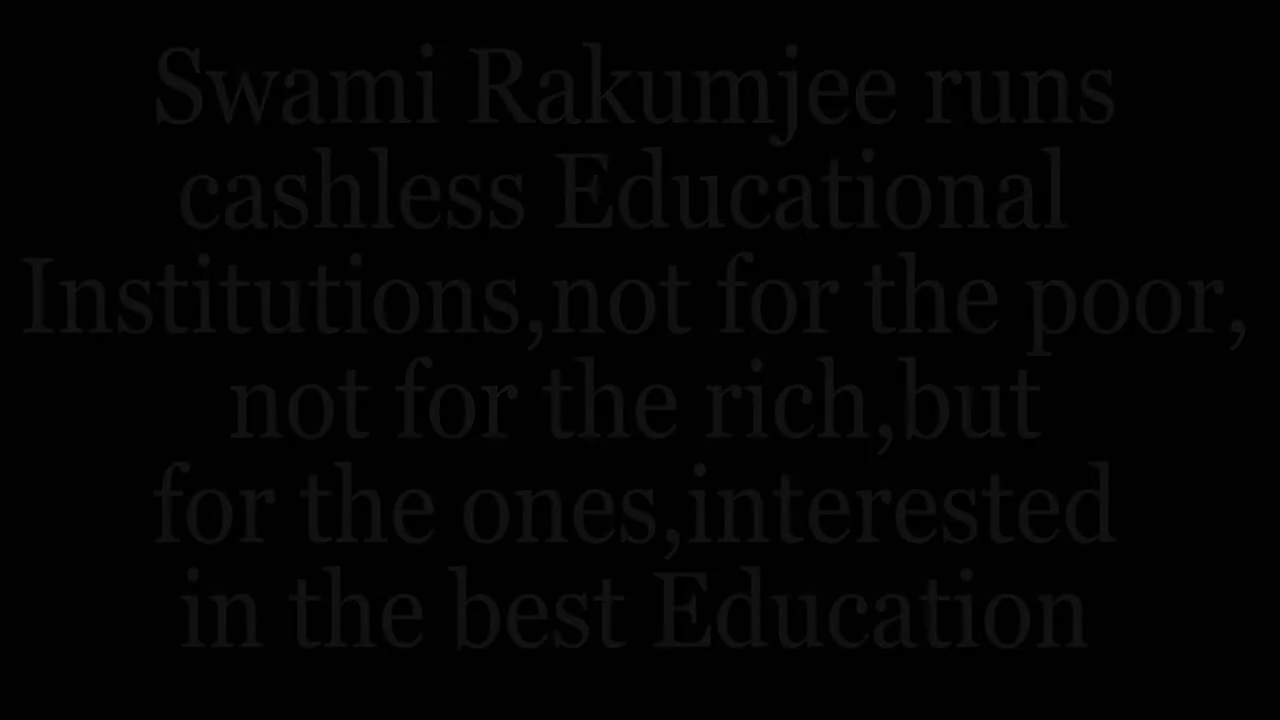 Swami Rakumjee runs
cashless Educational
Institutions,not for the poor,
not for the rich,but
for the ones,interested
in the best Education